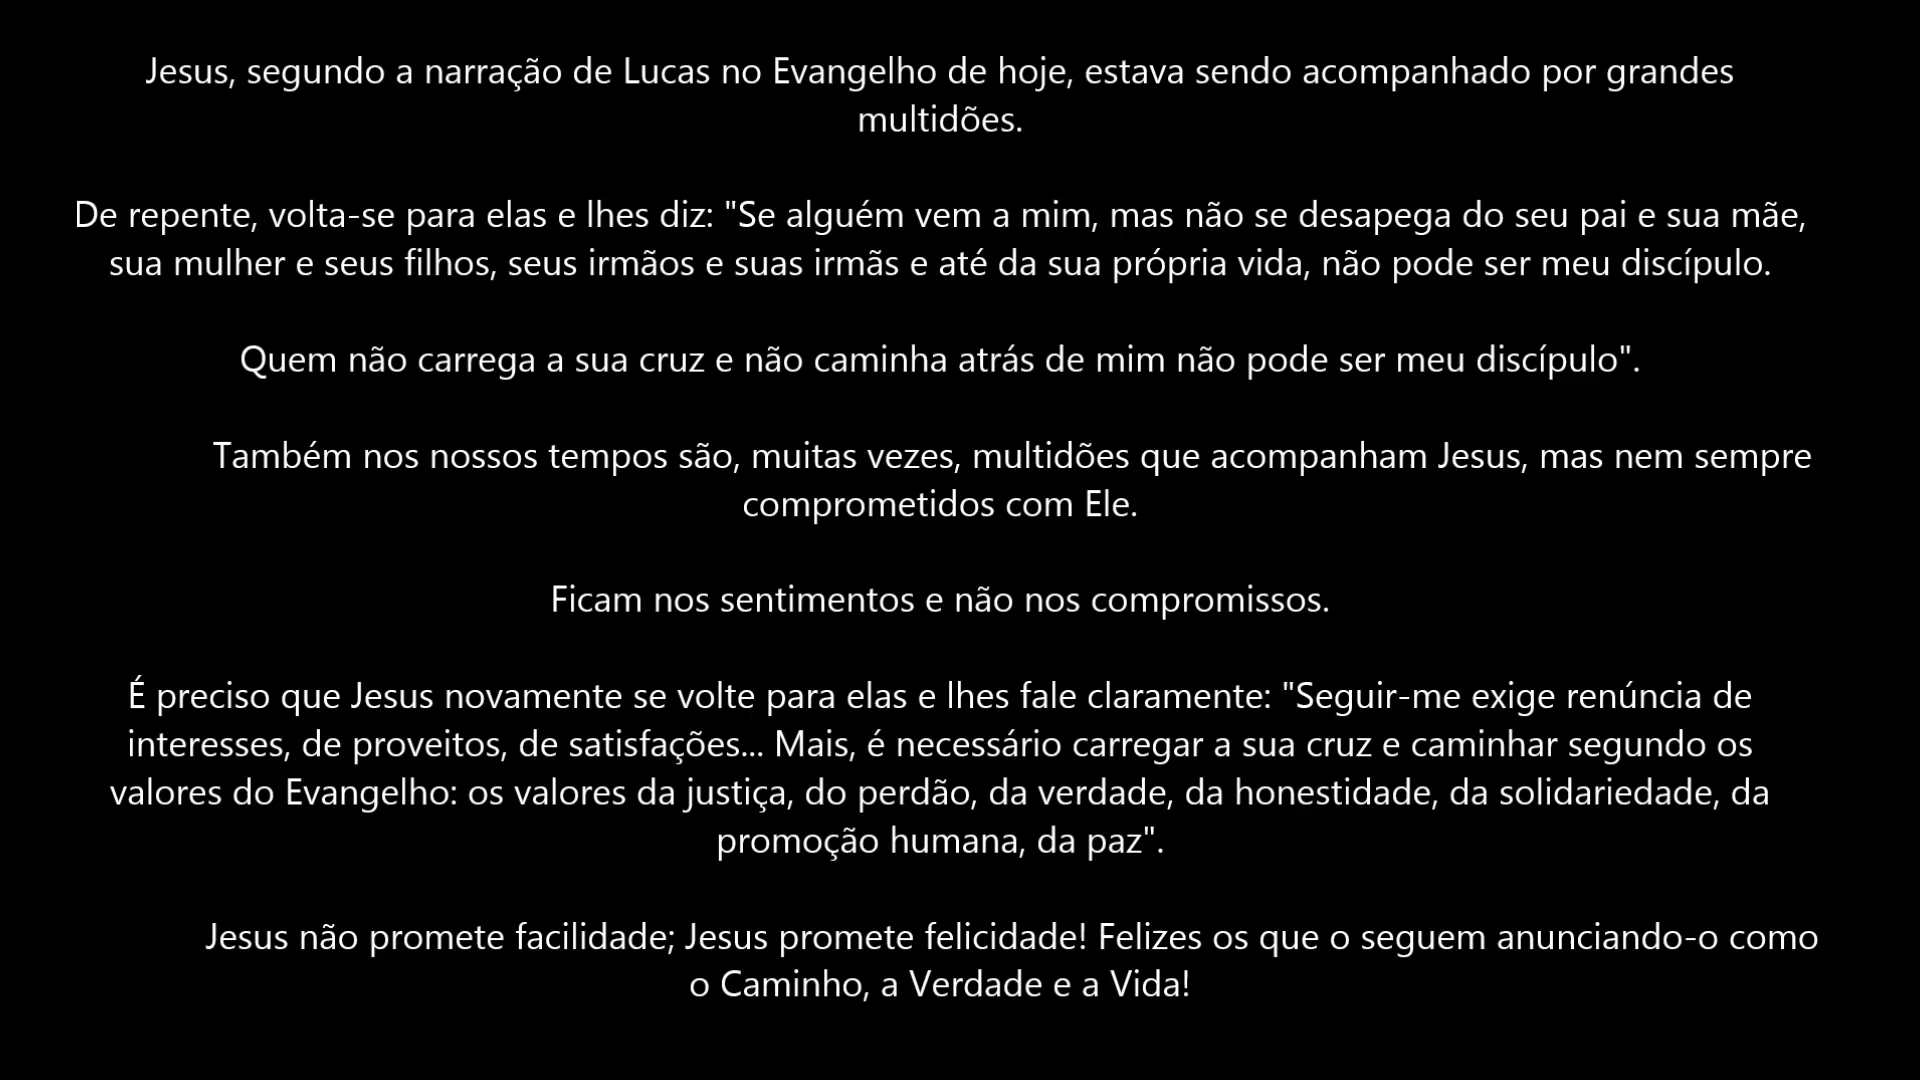 Jesus, segundo a narração de Lucas no Evangelho de hoje, estava sendo acompanhado por grandes
multidões.
De repente, volta-se para elas e lhes diz: "Se alguém vem a mim, mas não se desapega do seu pai e sua mãe,
sua mulher e seus filhos, seus irmãos e suas irmãs e até da sua própria vida, não pode ser meu discípulo.
Quem não carrega a sua cruz e não caminha atrás de mim não pode ser meu discípulo".
Também nos nossos tempos são, muitas vezes, multidões que acompanham Jesus, mas nem sempre
comprometidos com Ele.
Ficam nos sentimentos e não nos compromissos.
É preciso que Jesus novamente se volte para elas e lhes fale claramente: "Seguir-me exige renúncia de
interesses, de proveitos, de satisfações... Mais, é necessário carregar a sua cruz e caminhar segundo os
valores do Evangelho: os valores da justiça, do perdão, da verdade, da honestidade, da solidariedade, da
promoção humana, da paz".
Jesus não promete facilidade; Jesus promete felicidade! Felizes os que o seguem anunciando-o como
o Caminho, a Verdade e a Vida!